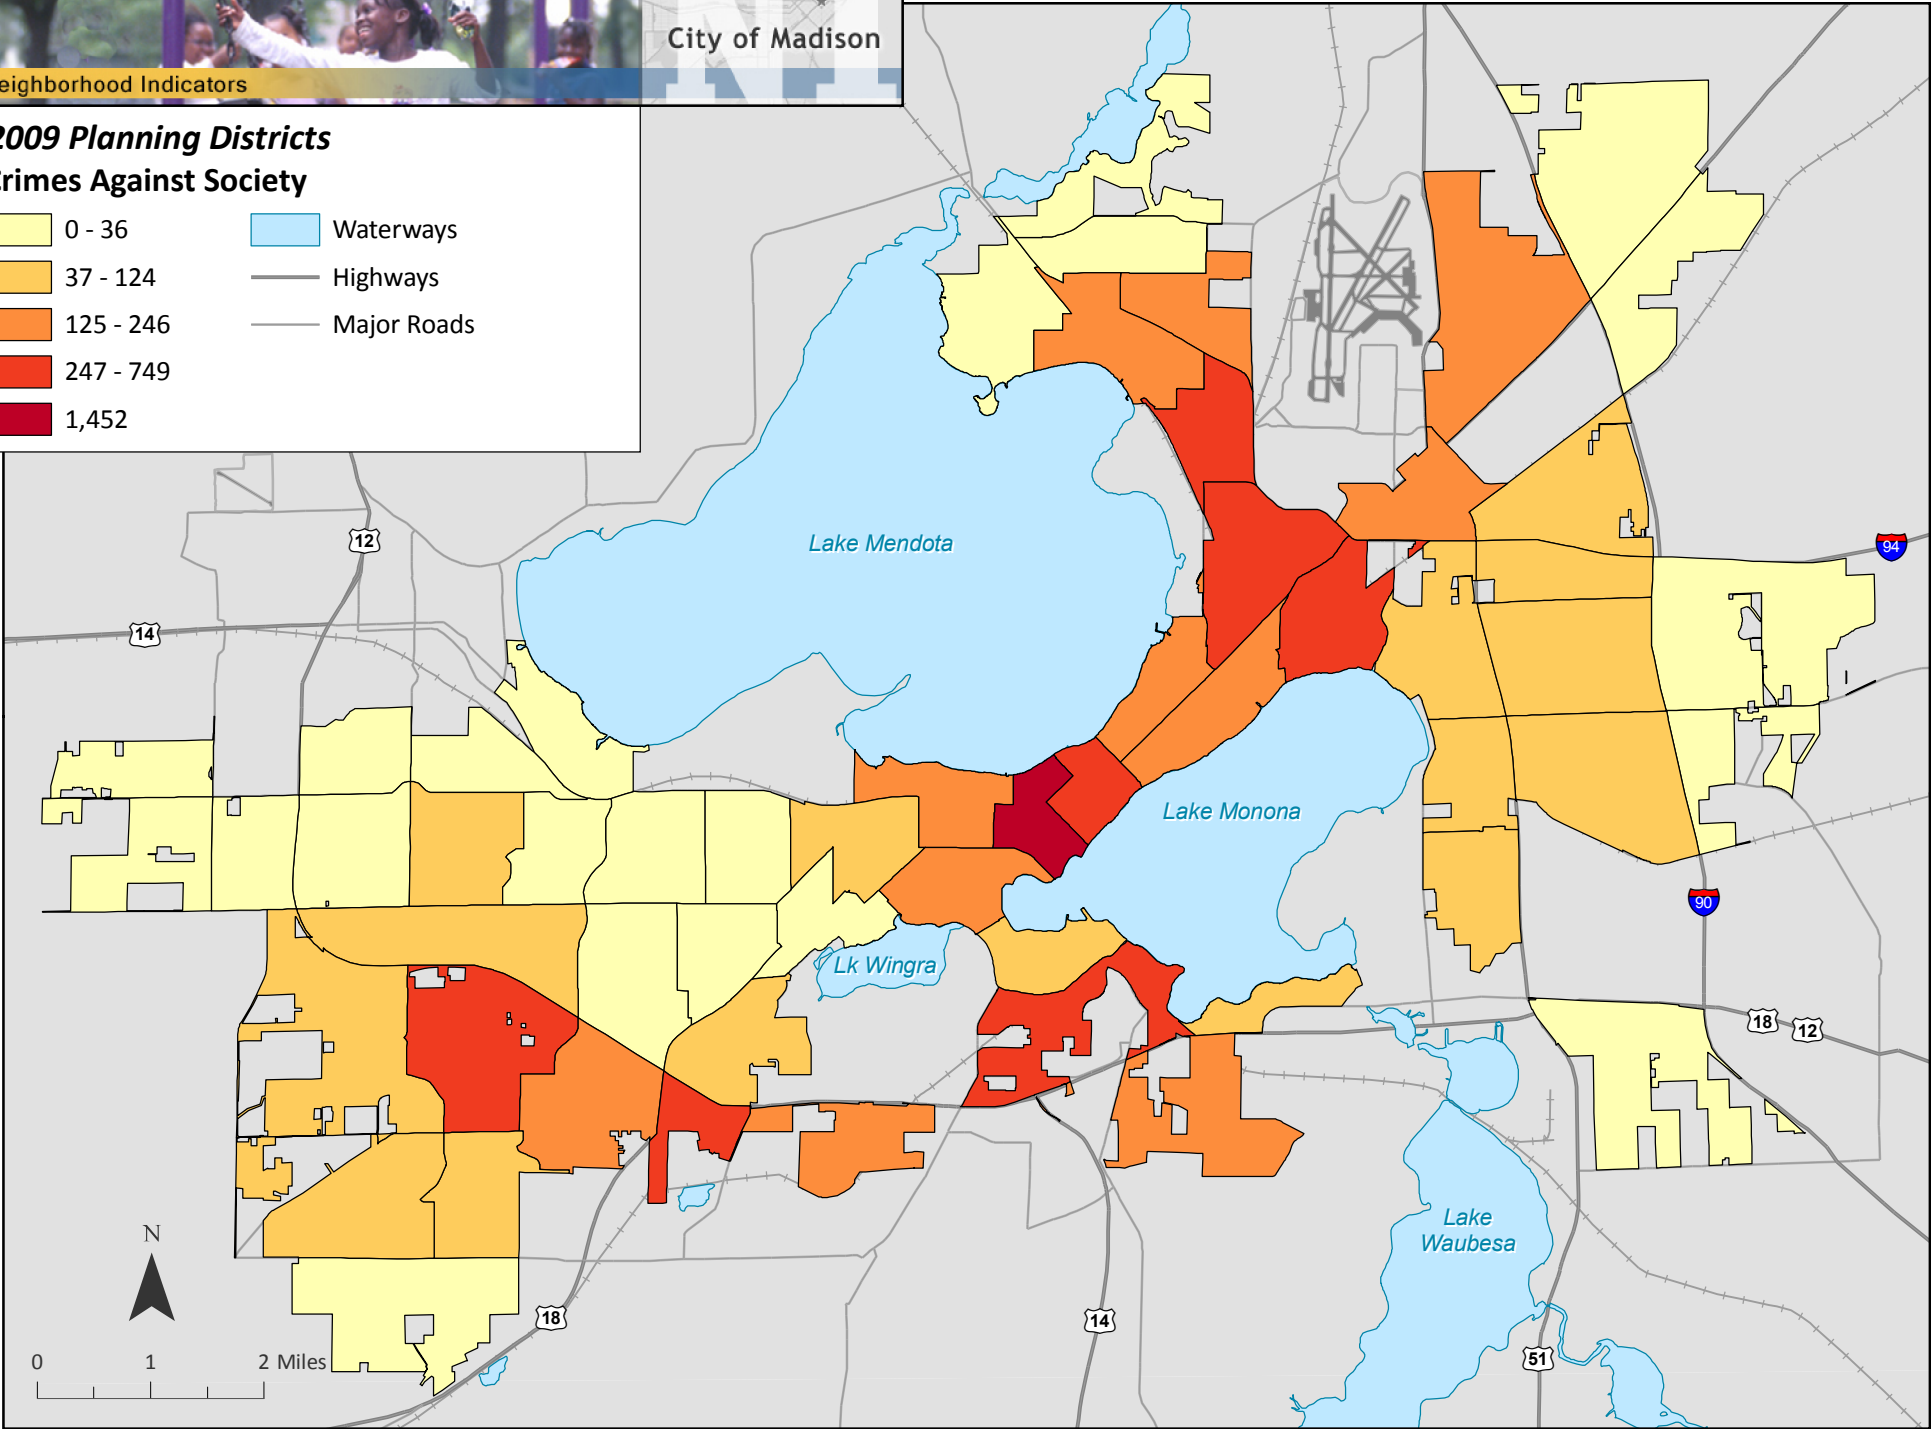 City of Madison
eighborhood Indicators
2009 Planning Districts
Crimes Against Society
0 - 36
Waterways
37 - 124
Highways
125 - 246
Major Roads
247 - 749
1,452
12
Lake Mendota
94
14
Lake Monona
90
Lk Wingra
18
12
Lake
Waubesa
N
18
14
0
1
2 Miles
51